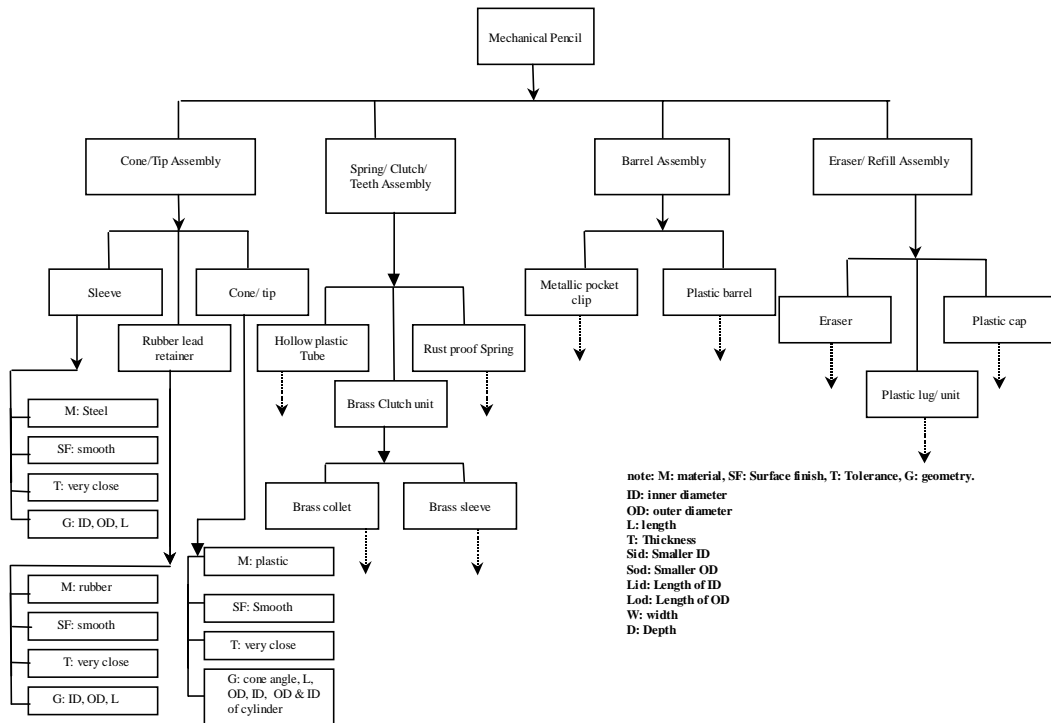 Mechanical Pencil
Cone/Tip Assembly
Spring/ Clutch/
Teeth Assembly
Barrel Assembly
Eraser/ Refill Assembly
Sleeve
Cone/ tip
Rubber lead
retainer
Hollow plastic
Tube
Rust proof Spring
Metallic pocket
clip
Plastic barrel
Eraser
Plastic cap
Brass Clutch unit
Plastic lug/ unit
Brass collet
Brass sleeve
M: Steel
SF: smooth
T: very close
G: ID, OD, L
M: rubber
SF: smooth
T: very close
G: ID, OD, L
M: plastic
SF: Smooth
T: very close
G: cone angle, L,
OD, ID, OD & ID
of cylinder
note: M: material, SF: Surface finish, T: Tolerance, G: geometry.
ID: inner diameter
OD: outer diameter
L: length
T: Thickness
Sid: Smaller ID
Sod: Smaller OD
Lid: Length of ID
Lod: Length of OD
W: width
D: Depth